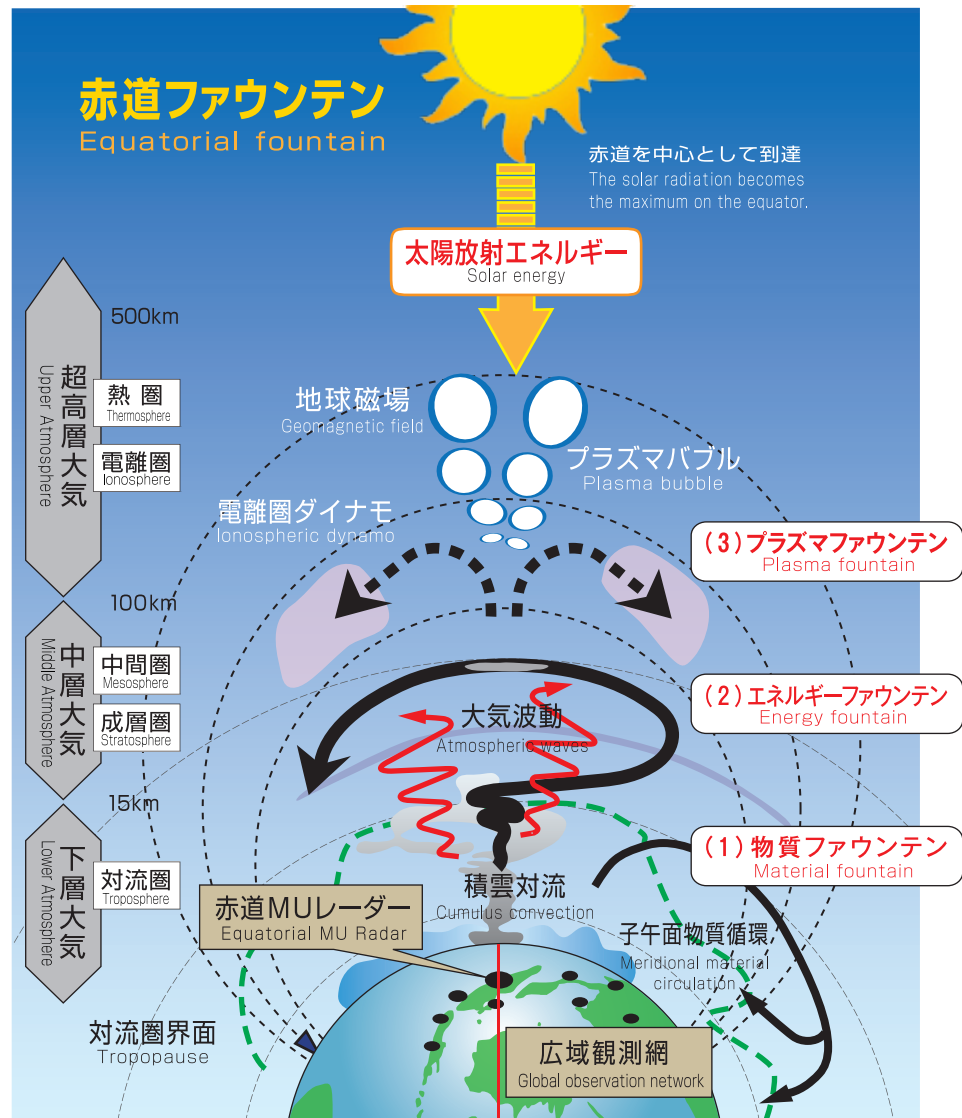 赤道ファウンテン
Equatorial fountain
赤道を中心として到達
The solar radiation becomes
the maximum on the equator.
太陽放射エネルギー
Solar energy
500km
超高層大気
Upper Atmosphere
熱圏
Thermosphere
電離圏
Ionosphere
地球磁場
Geomagnetic field
プラズマバブル
Plasma bubble
電離圏ダイナモ
Ionospheric dynamo
(3)プラズマファウンテン
Plasma fountain
100km
中層大気
Middle Atmosphere
中間圏
Mesosphere
成層圏
Stratosphere
(2)エネルギーファウンテン
Energy fountain
大気波動
Atmospheric waves
15km
下層大気
Lower Atmosphere
対流圏
Troposphere
(1)物質ファウンテン
Material fountain
積雲対流
Cumulus convection
赤道MUレーダー
Equatorial MU Radar
子午面物質循環
Meridional material
circulation
対流圏界面
Tropopause
広域観測網
Global observation network